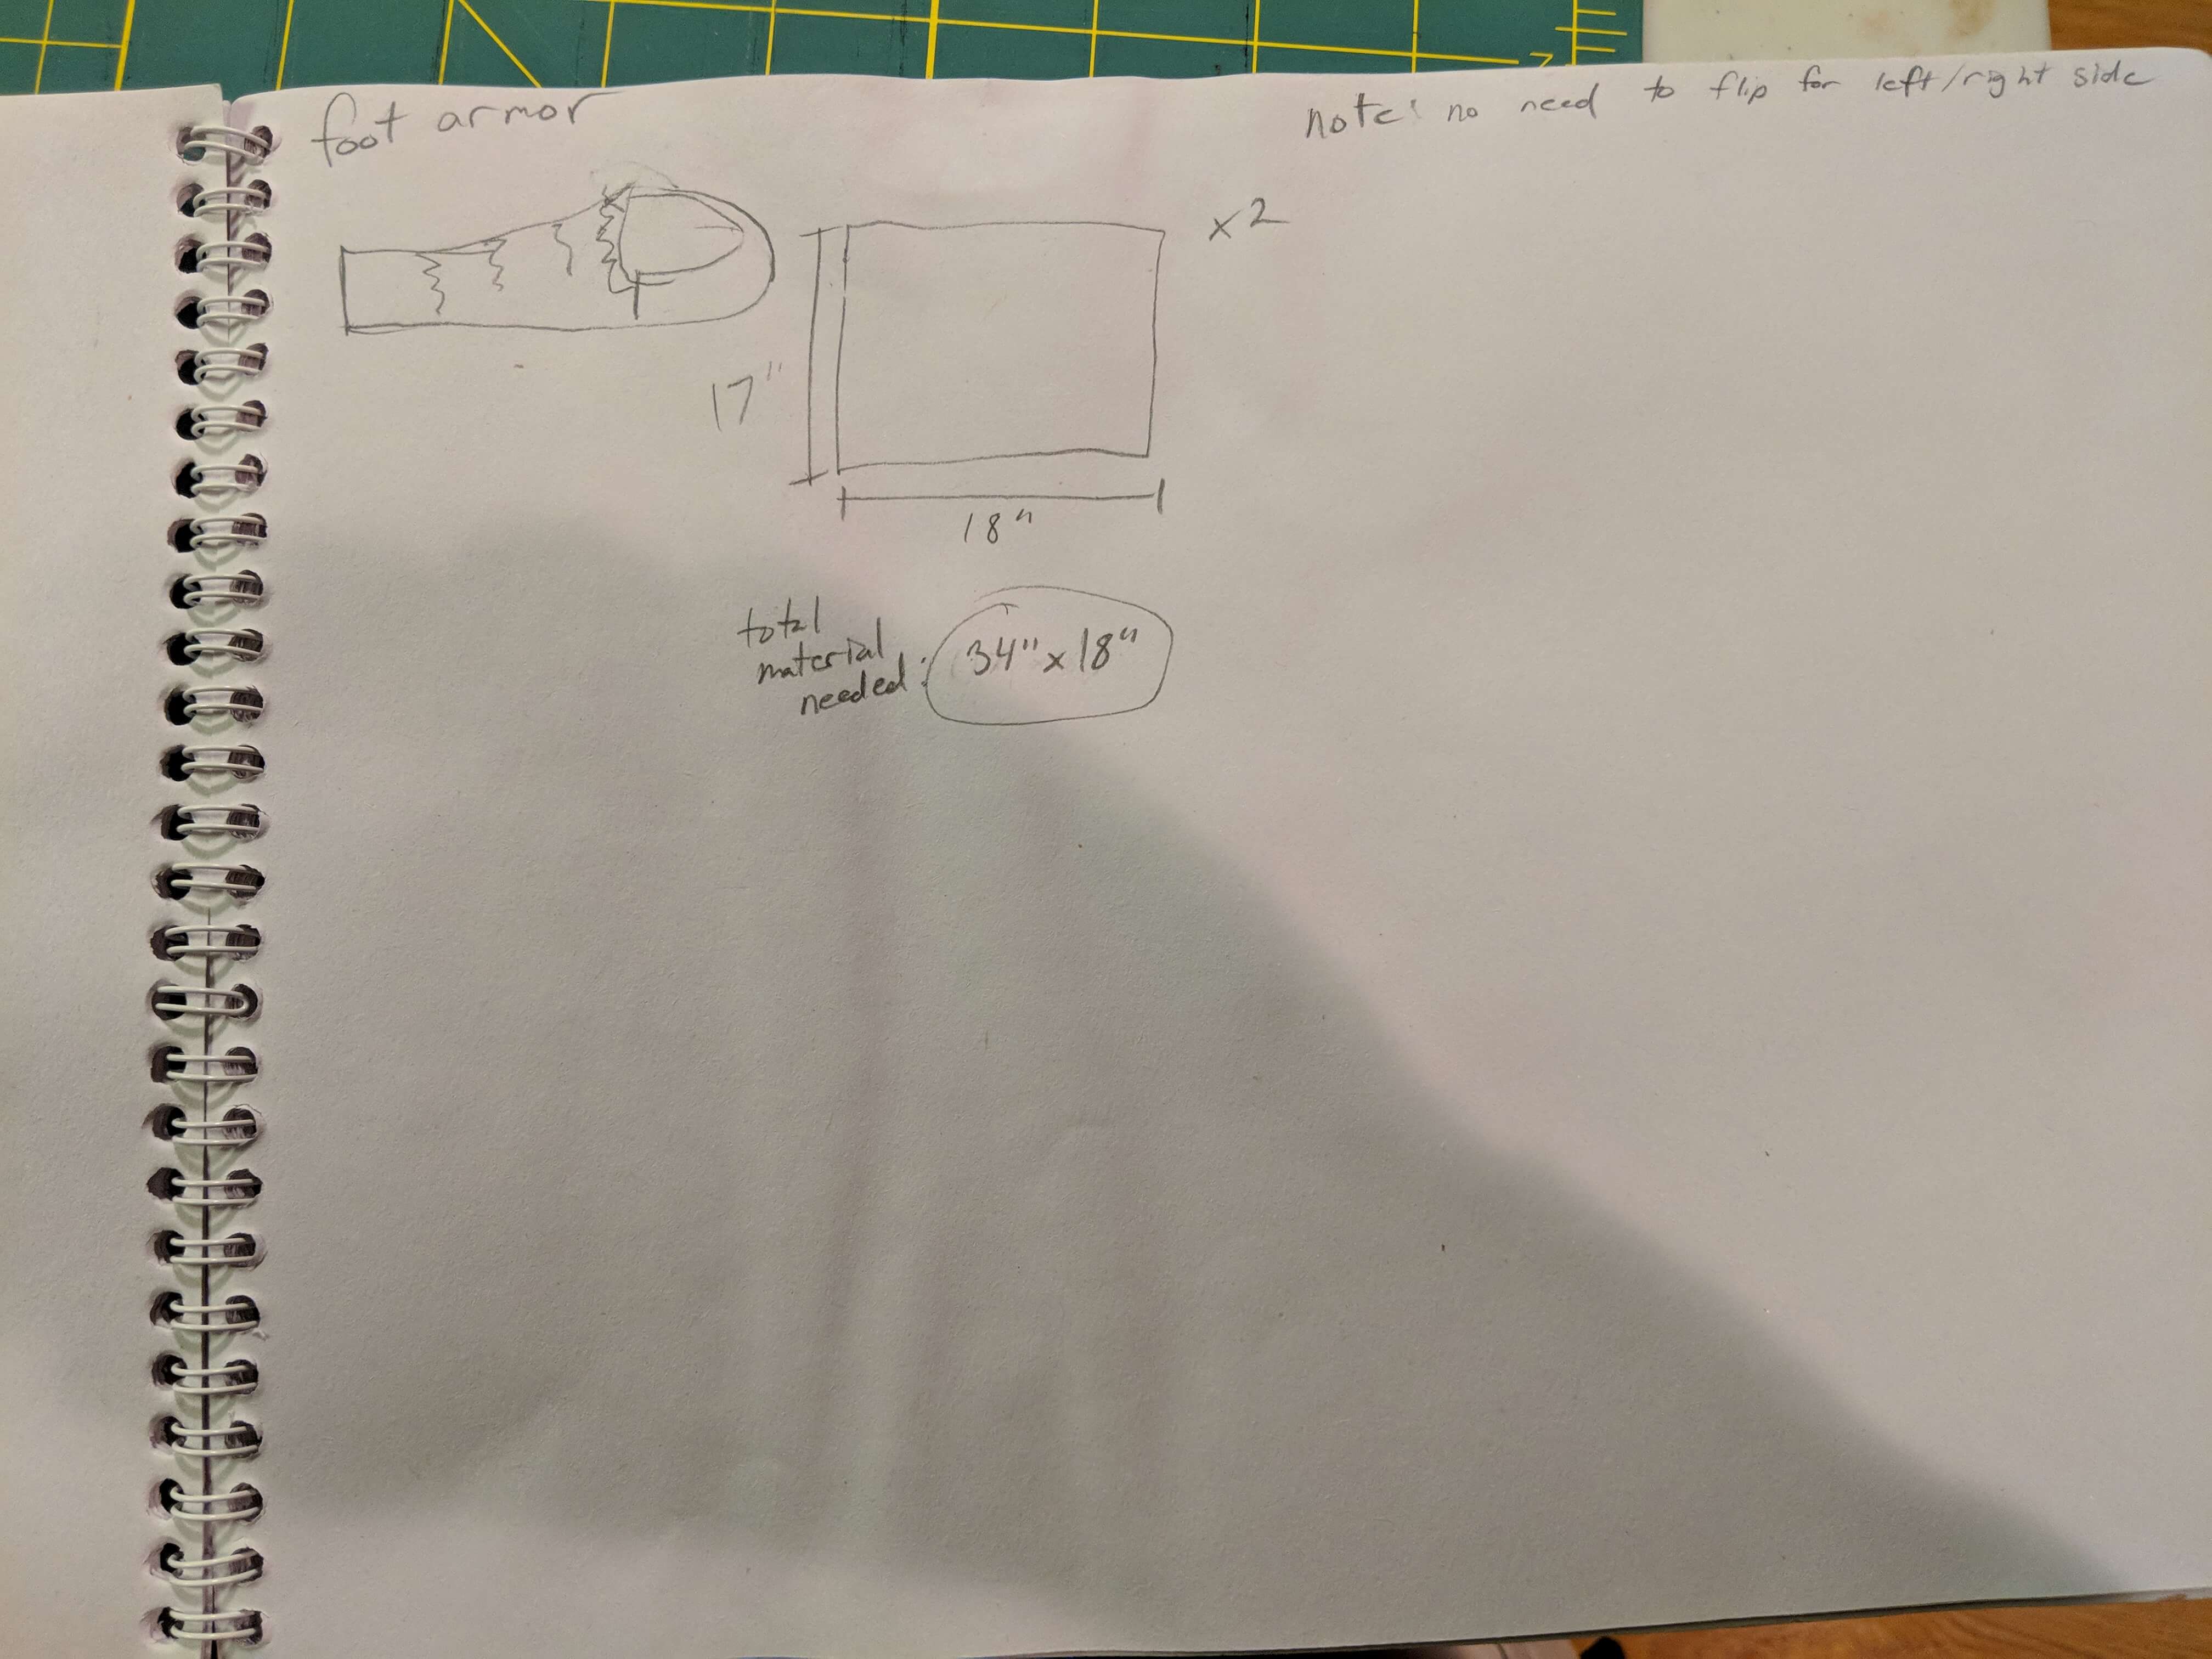 foot armor
note: no need to flip for left/right side
x2
17"
18"
total
material
needed: 34" x 18"